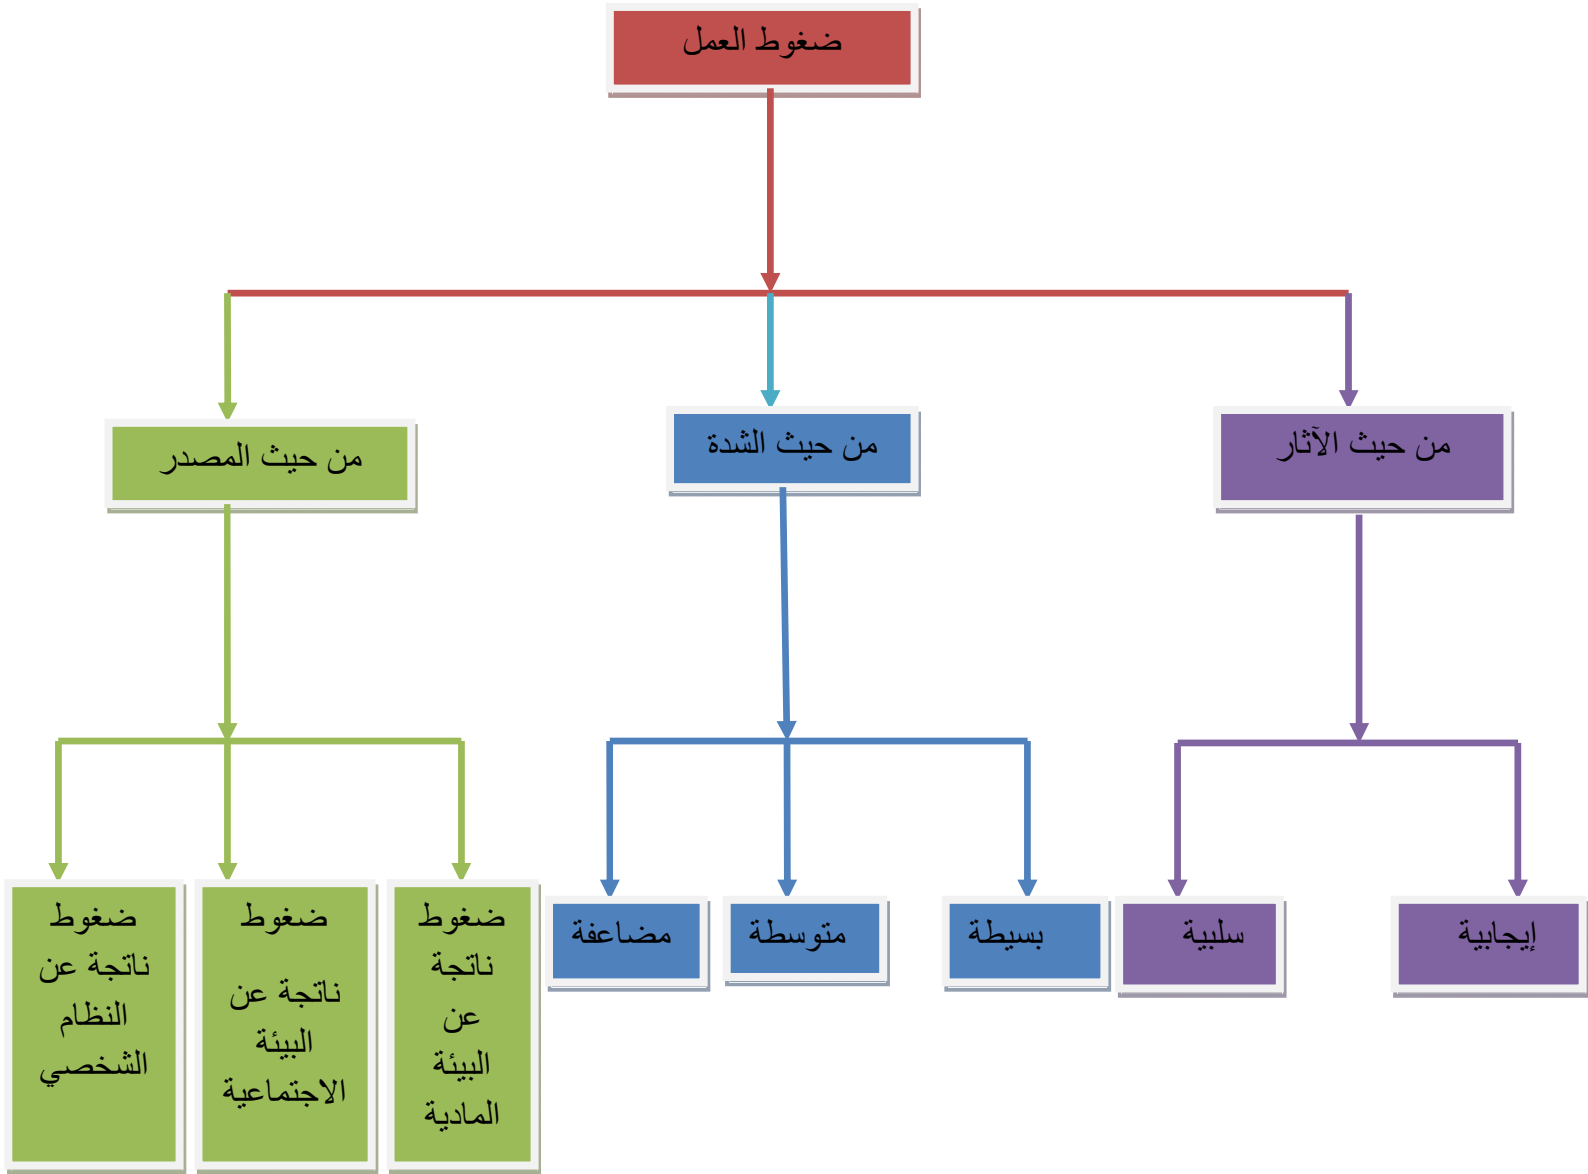 ضغوط العمل
من حيث الآثار
من حيث الشدة
من حيث المصدر
إيجابية
سلبية
بسيطة
متوسطة
مضاعفة
ضغوط
ناتجة
عن
البيئة
المادية
ضغوط
ناتجة عن
البيئة
الاجتماعية
ضغوط
ناتجة عن
النظام
الشخصي